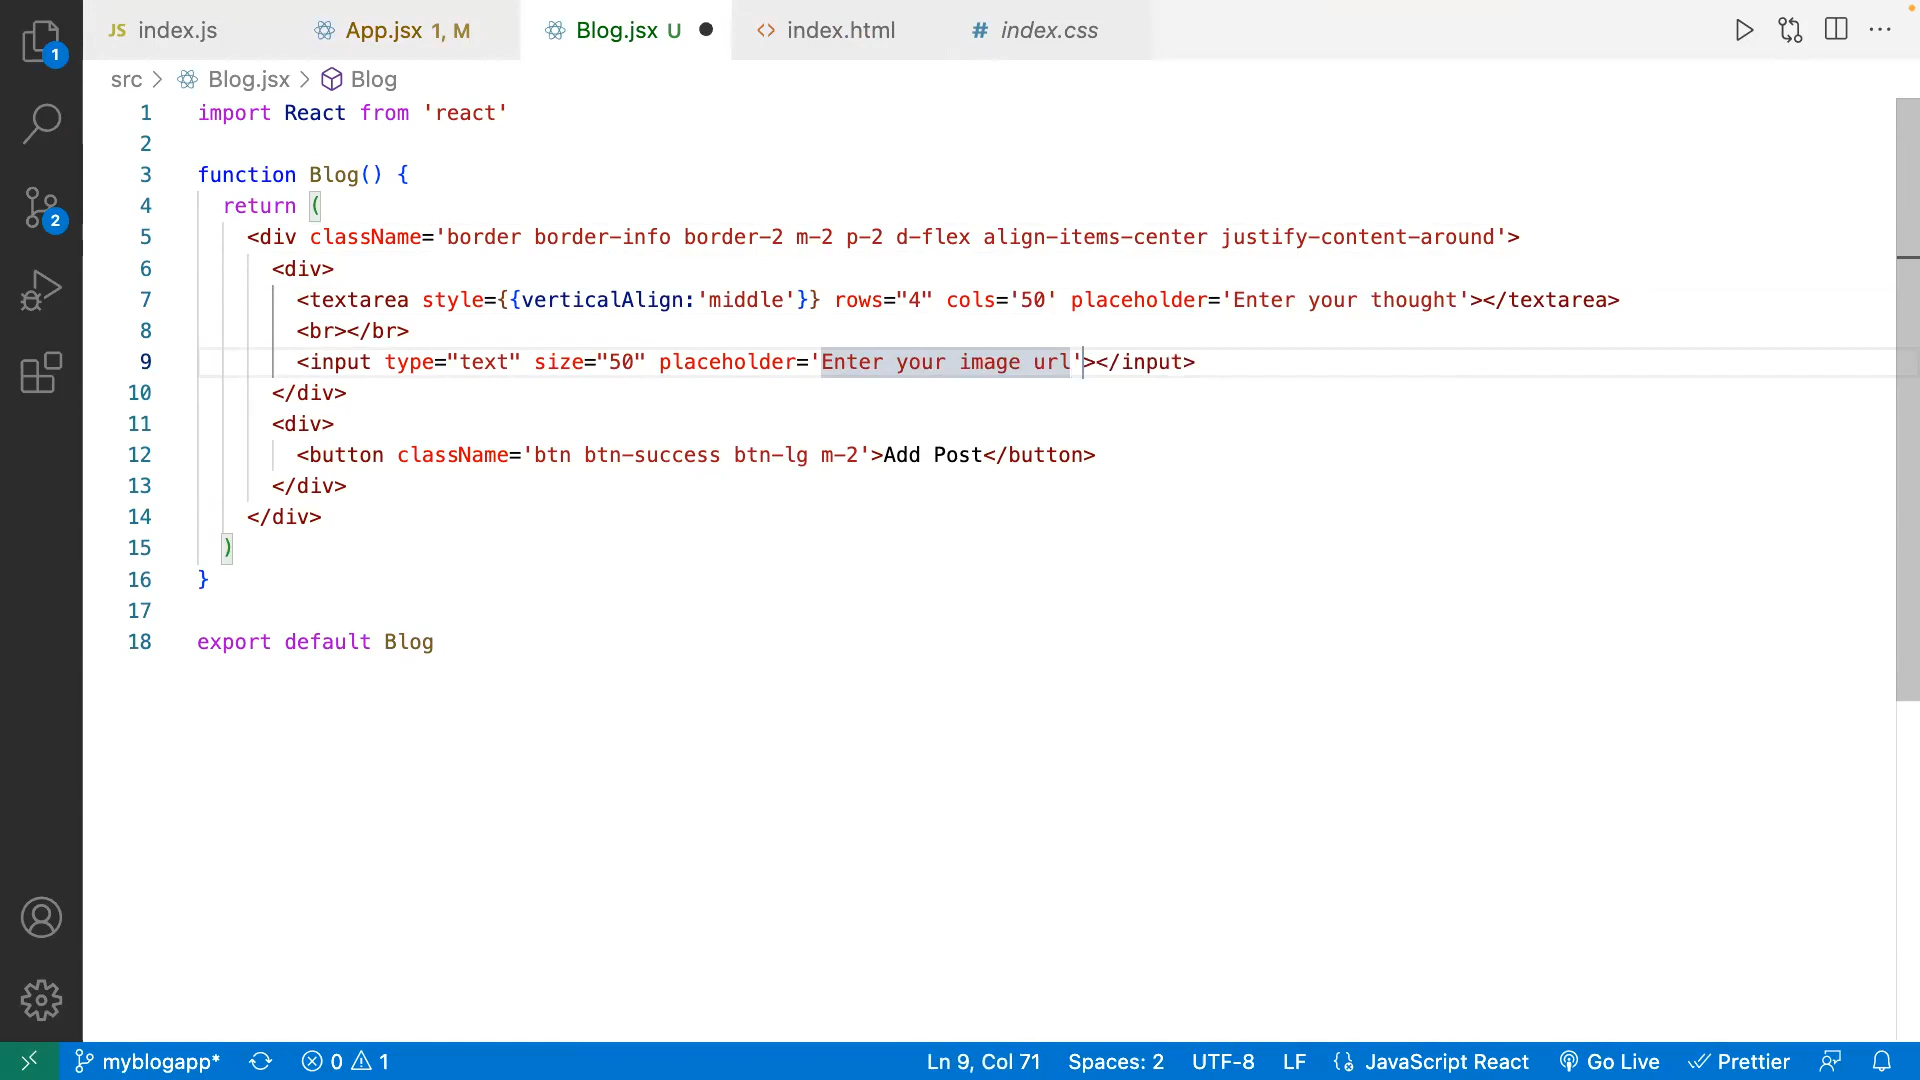 JS index.js App.jsx 1, M Blog.jsx U <> index.html # index.css
src > Blog.jsx > Blog
1 import React from 'react'
2
3 function Blog() {
4 return (
5 <div className='border border-info border-2 m-2 p-2 d-flex align-items-center justify-content-around'>
6 <div>
7 <textarea style={{verticalAlign:'middle'}} rows="4" cols='50' placeholder='Enter your thought'></textarea>
8 <br></br>
9 <input type="text" size="50" placeholder='Enter your image url'></input>
10 </div>
11 <div>
12 <button className='btn btn-success btn-lg m-2'>Add Post</button>
13 </div>
14 </div>
15 )
16 }
17
18 export default Blog
1
2
myblogapp* 0 1 Ln 9, Col 71 Spaces: 2 UTF-8 LF JavaScript React Go Live Prettier